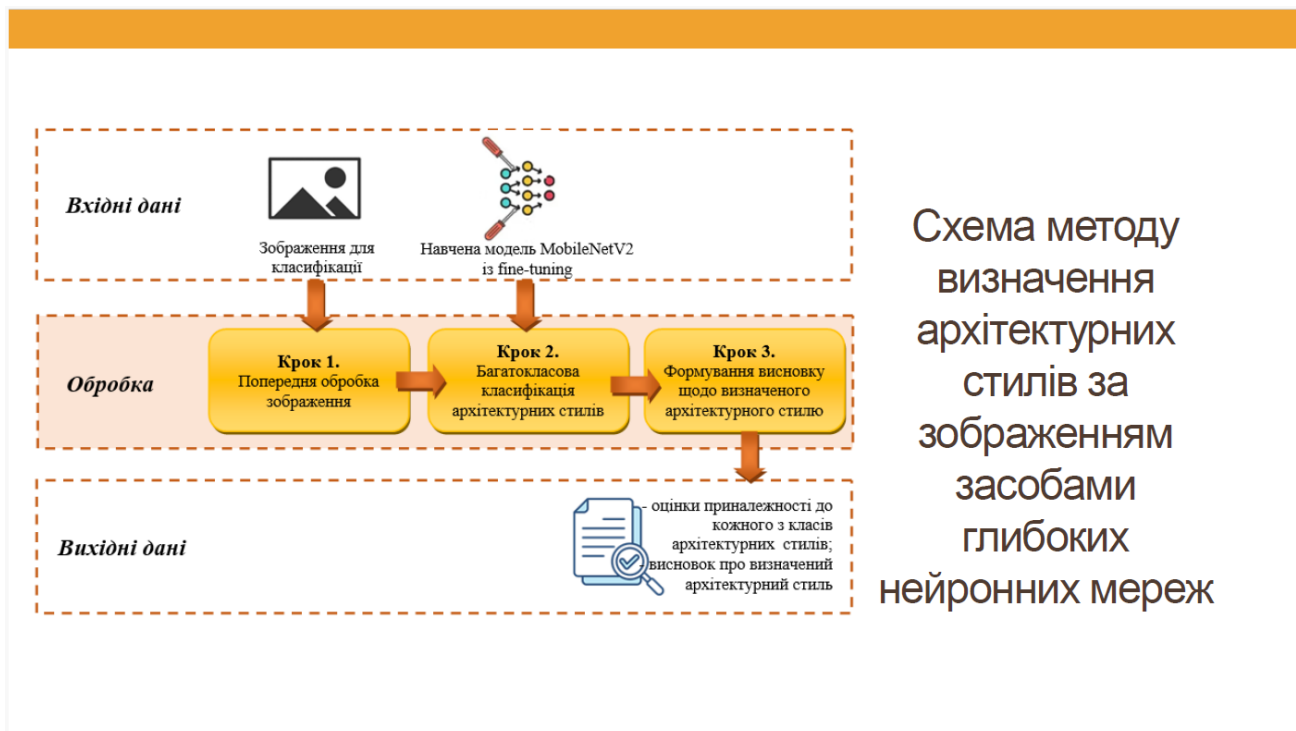 Вхідні дані
Зображення для
класифікації
Навчена модель MobileNetV2
із fine-tuning
Обробка
Крок 1.
Попередня обробка
зображення
Крок 2.
Багатокласова
класифікація
архітектурних стилів
Крок 3.
Формування висновку
щодо визначеного
архітектурного стилю
Вихідні дані
- оцінки приналежності до
кожного з класів
архітектурних стилів;
- висновок про визначений
архітектурний стиль
Схема методу
визначення
архітектурних
стилів за
зображенням
засобами
глибоких
нейронних мереж